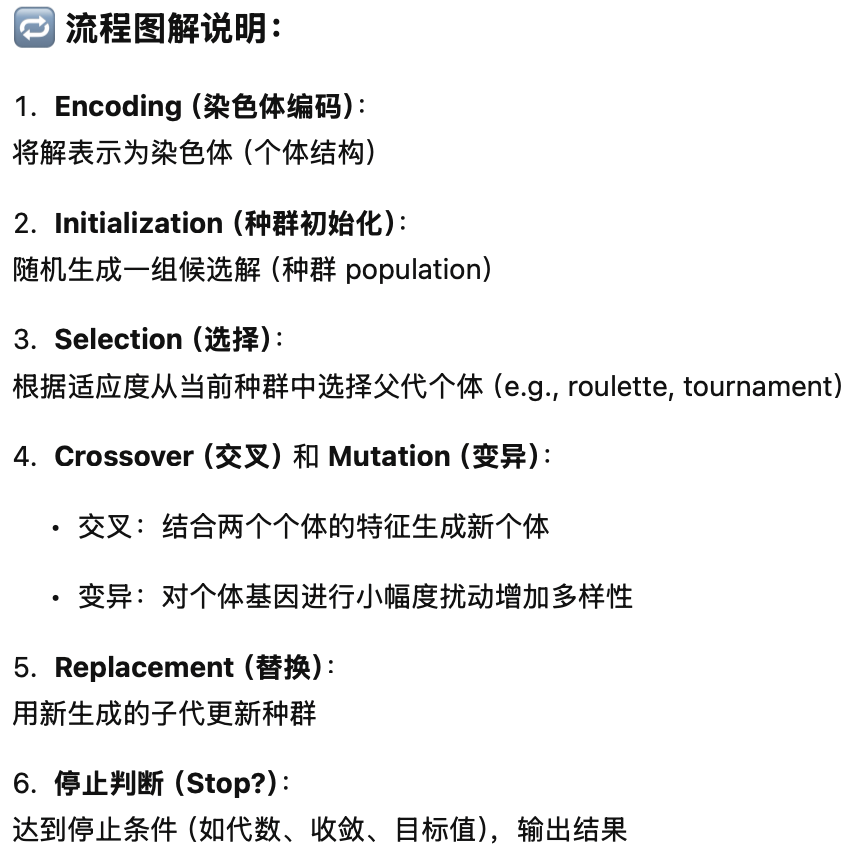 🔁 流程图解说明：
1. Encoding（染色体编码）：
将解表示为染色体（个体结构）
2. Initialization（种群初始化）：
随机生成一组候选解（种群 population）
3. Selection（选择）：
根据适应度从当前种群中选择父代个体（e.g., roulette, tournament）
4. Crossover（交叉）和 Mutation（变异）：
• 交叉：结合两个个体的特征生成新个体
• 变异：对个体基因进行小幅度扰动增加多样性
5. Replacement（替换）：
用新生成的子代更新种群
6. 停止判断（Stop?）：
达到停止条件（如代数、收敛、目标值），输出结果